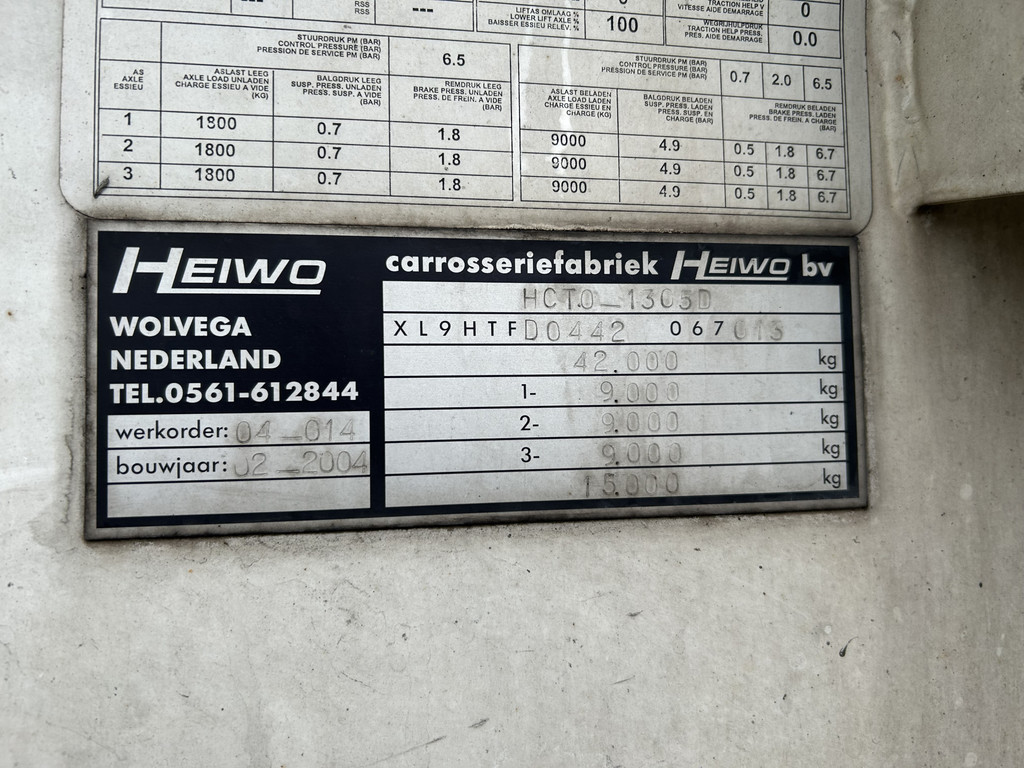 RSS
RSS
---
---
LIFTAS OMLAAG %
LOWER LIFT AXLE %
BAISSER ESSIEU RELEV. %
0
100
TRACTION HELP V
VITESSE AIDE DEMARRAGE
0
WEGRIJHULPDRUK
TRACTION HELP PRESS.
PRES. AIDE DEMARRAGE
0.0
STUURDRUK PM (BAR)
CONTROL PRESSURE (BAR)
PRESSION DE SERVICE PM (BAR)
6.5
STUURDRUK PM (BAR)
CONTROL PRESSURE (BAR)
PRESSION DE SERVICE PM (BAR)
0.7 2.0 6.5
AS
AXLE
ESSIEU
ASLAST LEEG
AXLE LOAD UNLADEN
CHARGE ESSIEU A VIDE
(KG)
BALGDRUK LEEG
SUSP. PRESS. UNLADEN
PRESS. SUSP. A VIDE
(BAR)
REMDRUK LEEG
BRAKE PRESS. UNLADEN
PRESS. DE FREIN. A VIDE
(BAR)
ASLAST BELADEN
AXLE LOAD LADEN
CHARGE ESSIEU EN
CHARGE (KG)
BALGDRUK BELADEN
SUSP. PRESS. LADEN
PRESS. SUSP. EN
CHARGE (BAR)
REMDRUK BELADEN
BRAKE PRESS. LADEN
PRESS. DE FREIN. A CHARGE
(BAR)
1 1800 0.7 1.8 9000 4.9 0.5 1.8 6.7
2 1800 0.7 1.8 9000 4.9 0.5 1.8 6.7
3 1800 0.7 1.8 9000 4.9 0.5 1.8 6.7
HEIWO
WOLVEGA
NEDERLAND
TEL.0561-612844
werkorder: 04-014
bouwjaar: 02-2004
carrosseriefabriek HEIWO bv
HCTO-1303D
XL9HTFD0442 067013
42.000 kg
1- 9.000 kg
2- 9.000 kg
3- 9.000 kg
15.000 kg